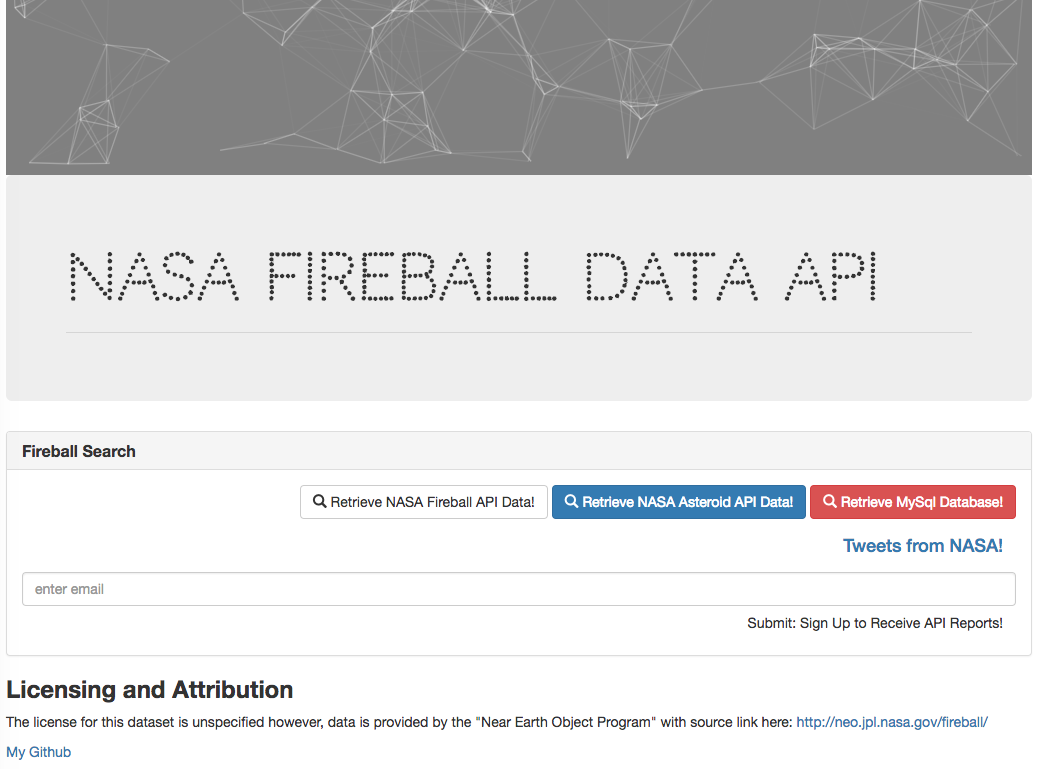 NASA FIREBALL DATA API
Fireball Search
Retrieve NASA Fireball API Data!
Retrieve NASA Asteroid API Data!
Retrieve MySql Database!
Tweets from NASA!
enter email
Submit: Sign Up to Receive API Reports!
Licensing and Attribution
The license for this dataset is unspecified however, data is provided by the "Near Earth Object Program" with source link here: http://neo.jpl.nasa.gov/fireball/
My Github